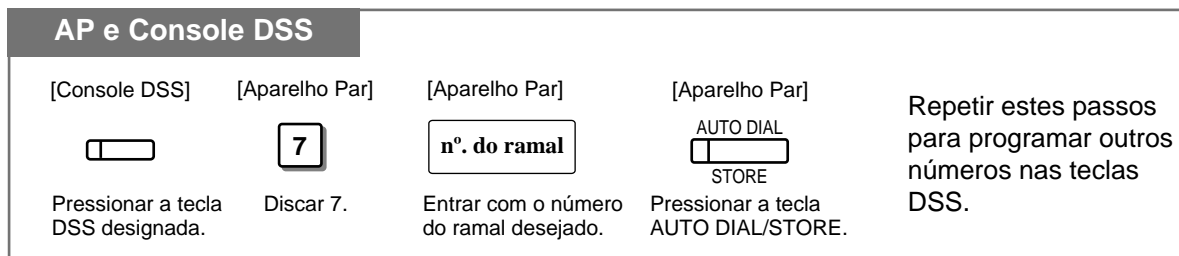 AP e Console DSS
[Console DSS]
[Aparelho Par]
[Aparelho Par]
[Aparelho Par]
7
nº. do ramal
AUTO DIAL
STORE
Pressionar a tecla
DSS designada.
Discar 7.
Entrar com o número
do ramal desejado.
Pressionar a tecla
AUTO DIAL/STORE.
Repetir estes passos
para programar outros
números nas teclas
DSS.